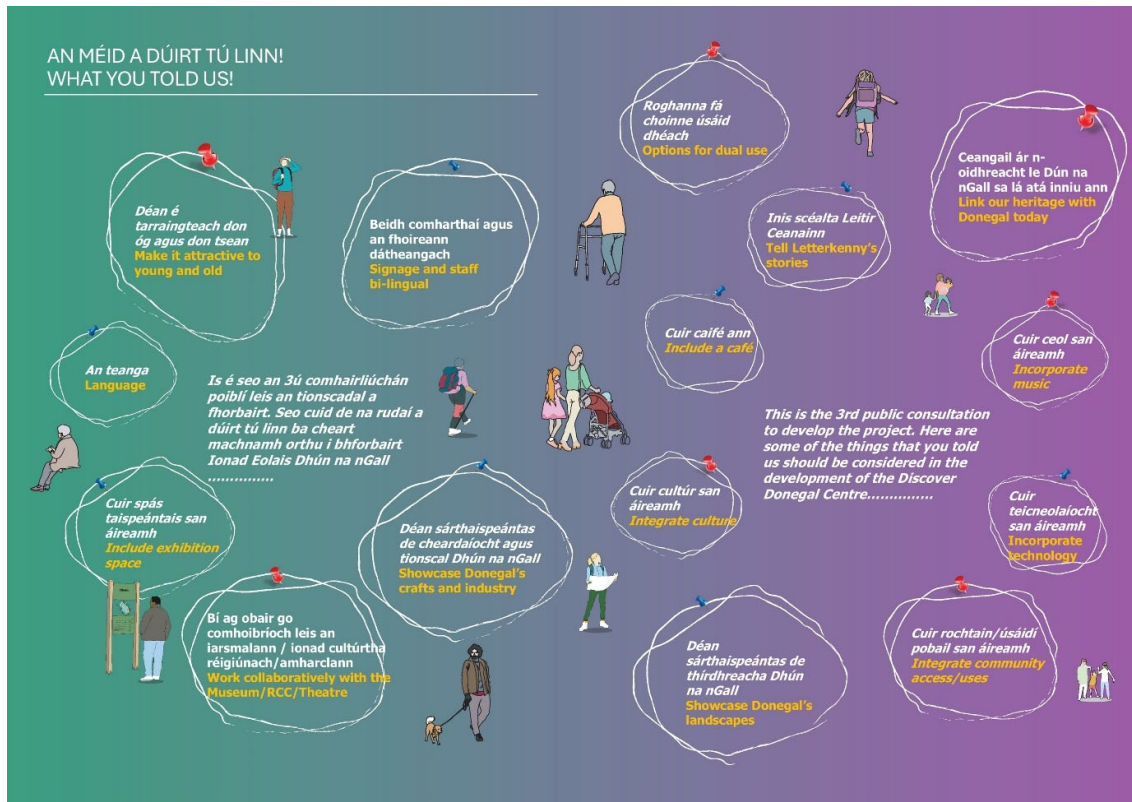 AN MÉID A DÚIRT TÚ LINN!
WHAT YOU TOLD US!
Roghanna fá
choinne úsáid
dhéach
Options for dual use
Ceangail ár n-
oidhreacht le Dún na
nGall sa lá atá inniu ann
Link our heritage with
Donegal today
Déan é
tarraingteach don
óg agus don tsean
Make it attractive to
young and old
Beidh comharthaí agus
an fhoireann
dátheangach
Signage and staff
bi-lingual
Inis scéalta Leitir
Ceanainn
Tell Letterkenny's
stories
An teanga
Language
Is é seo an 3ú comhairliúchán
poiblí leis an tionscadal a
fhorbairt. Seo cuid de na rudaí a
dúirt tú linn ba cheart
machnamh orthu i bhforbairt
Ionad Eolais Dhún na nGall
...............
Cuir caifé ann
Include a café
Cuir ceol san
áireamh
Incorporate
music
This is the 3rd public consultation
to develop the project. Here are
some of the things that you told
us should be considered in the
development of the Discover
Donegal Centre...............
Cuir spás
taispeántais san
áireamh
Include exhibition
space
Déan sárthaispeántas
de cheardaíocht agus
tionscal Dhún na nGall
Showcase Donegal's
crafts and industry
Cuir cultúr san
áireamh
Integrate culture
Cuir
teicneolaíocht
san áireamh
Incorporate
technology
Bí ag obair go
comhoibríoch leis an
iarsmalann / ionad cultúrtha
réigiúnach/amharclann
Work collaboratively with the
Museum/RCC/Theatre
Déan
sárthaispeántas de
thírdhreacha Dhún
na nGall
Showcase Donegal's
landscapes
Cuir rochtain/úsáidí
pobail san áireamh
Integrate community
access/uses